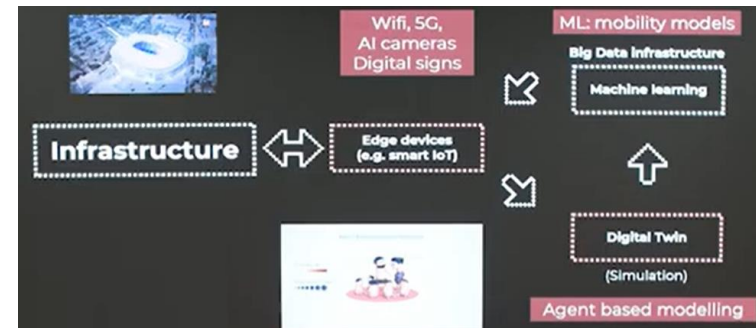 Wifi, 5G,
AI cameras
Digital signs
ML: mobility models
Big Data infrastructure
Machine learning
Infrastructure
Edge devices
(e.g. smart IoT)
Digital Twin
(Simulation)
Agent based modelling